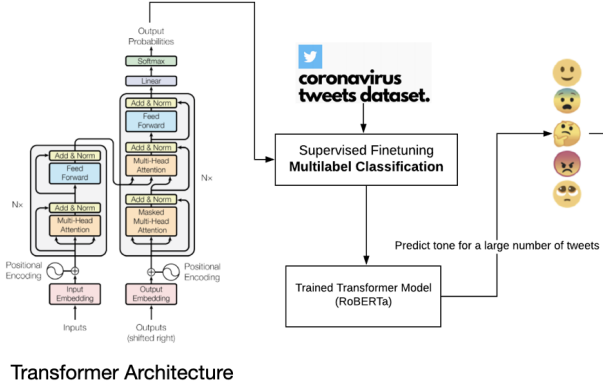 Output
Probabilities
Softmax
Linear
Add & Norm
Feed
Forward
Add & Norm
Multi-Head
Attention
Add & Norm
Masked
Multi-Head
Attention
Nx
Add & Norm
Feed
Forward
Add & Norm
Multi-Head
Attention
Nx
Positional
Encoding
Positional
Encoding
Input
Embedding
Output
Embedding
Inputs
Outputs
(shifted right)
Transformer Architecture
coronavirus
tweets dataset.
Supervised Finetuning
Multilabel Classification
Predict tone for a large number of tweets
Trained Transformer Model
(RoBERTa)